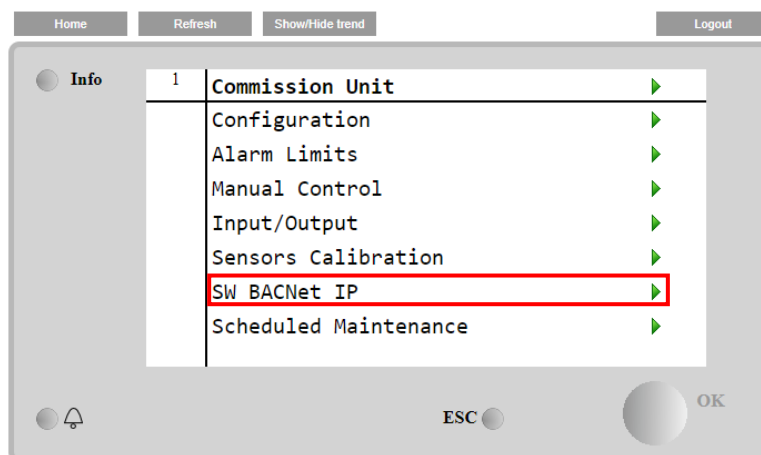 Home Refresh Show/Hide trend Logout
Info
1 Commission Unit
Configuration
Alarm Limits
Manual Control
Input/Output
Sensors Calibration
SW BACNet IP
Scheduled Maintenance
ESC OK